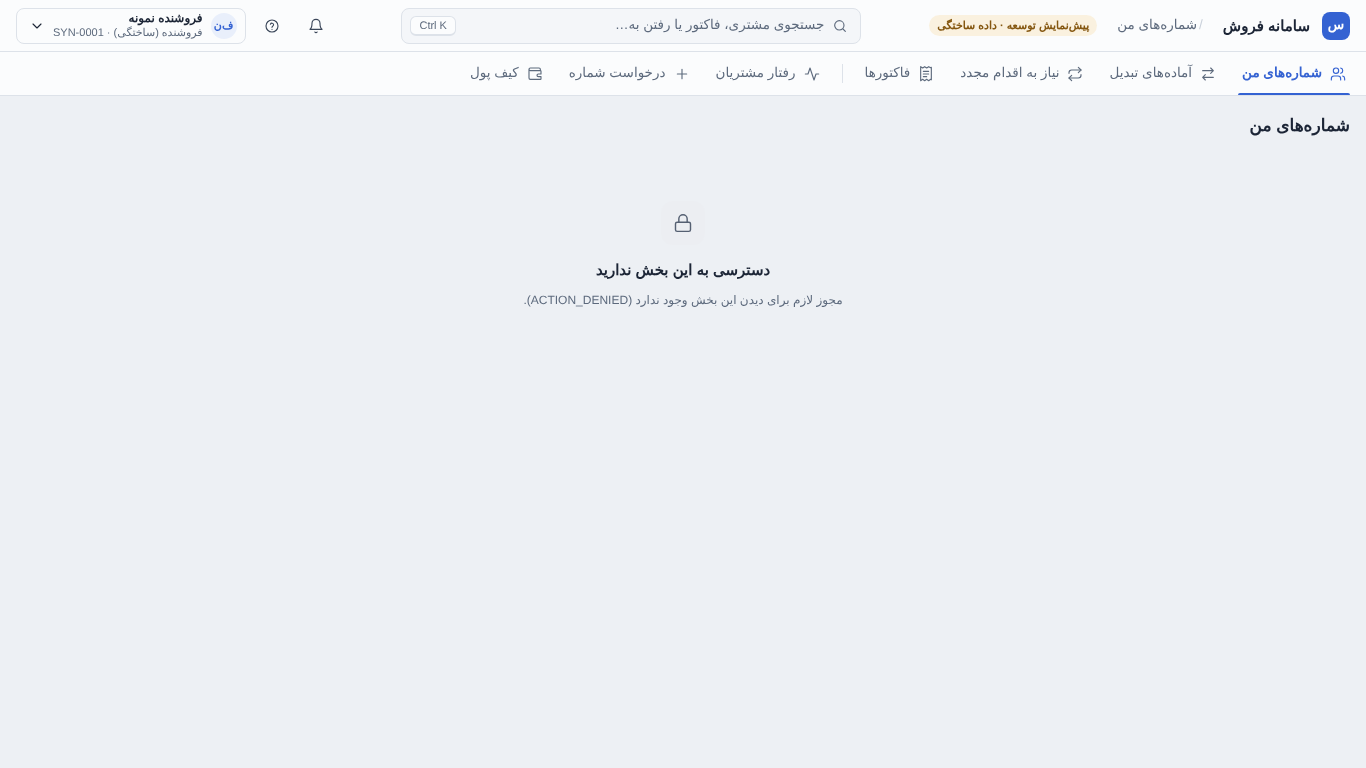 س
سامانه فروش
/ شماره‌های من
پیش‌نمایش توسعه · داده ساختگی
جستجوی مشتری، فاکتور یا رفتن به…
Ctrl K
ف‌ن
فروشنده نمونه
فروشنده (ساختگی) · SYN-0001
شماره‌های من
آماده‌های تبدیل
نیاز به اقدام مجدد
فاکتورها
رفتار مشتریان
درخواست شماره
کیف پول
شماره‌های من
دسترسی به این بخش ندارید
مجوز لازم برای دیدن این بخش وجود ندارد (ACTION_DENIED).